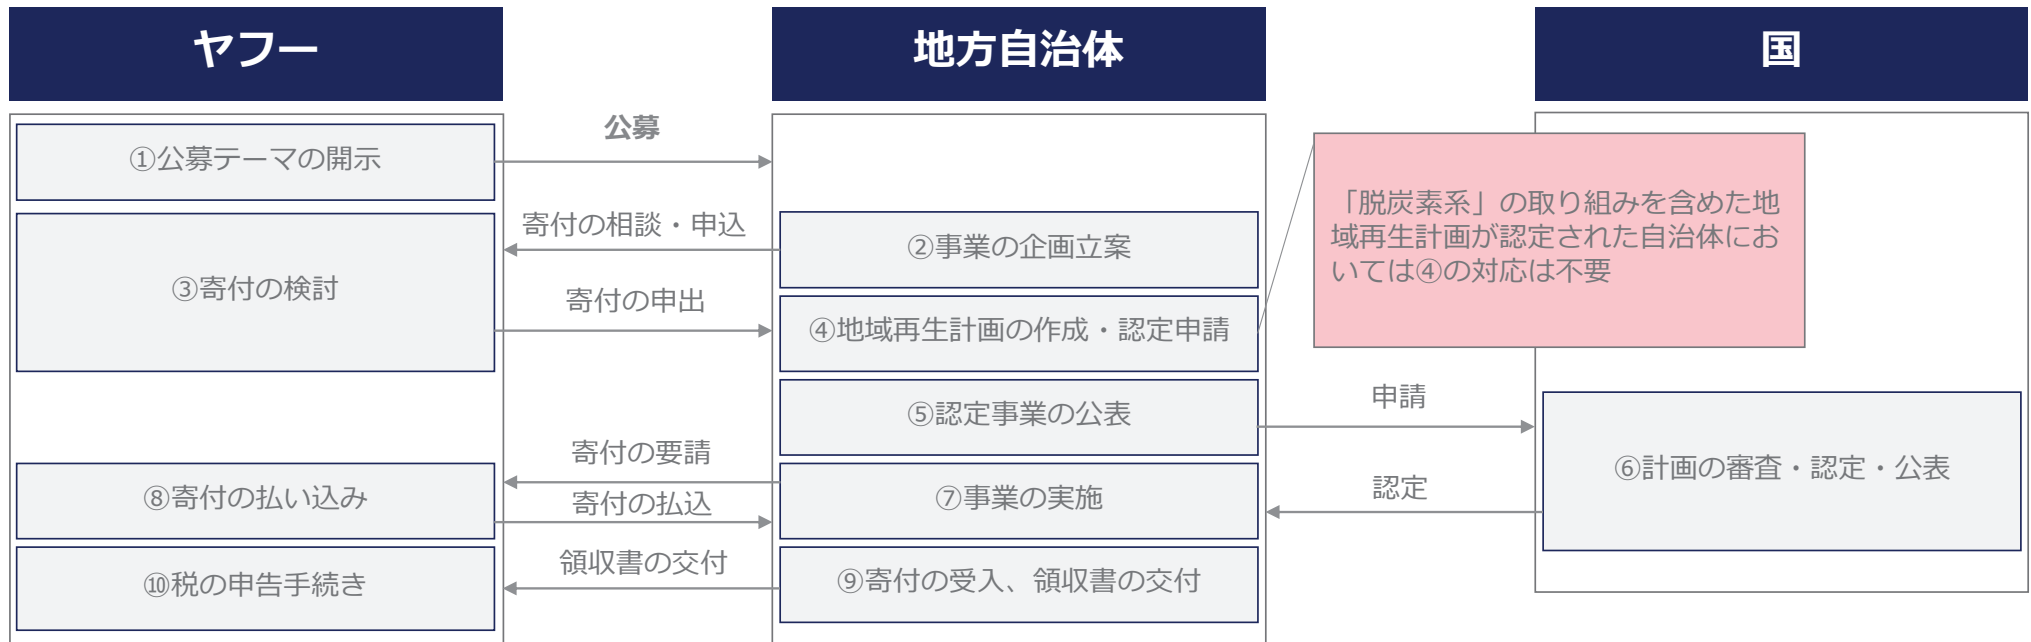 ヤフー
地方自治体
国
公募
①公募テーマの開示
寄付の相談・申込
②事業の企画立案
③寄付の検討
寄付の申出
④地域再生計画の作成・認定申請
「脱炭素系」の取り組みを含めた地
域再生計画が認定された自治体にお
いては④の対応は不要
⑤認定事業の公表
申請
寄付の要請
⑥計画の審査・認定・公表
⑧寄付の払い込み
寄付の払込
⑦事業の実施
認定
領収書の交付
⑩税の申告手続き
⑨寄付の受入、領収書の交付